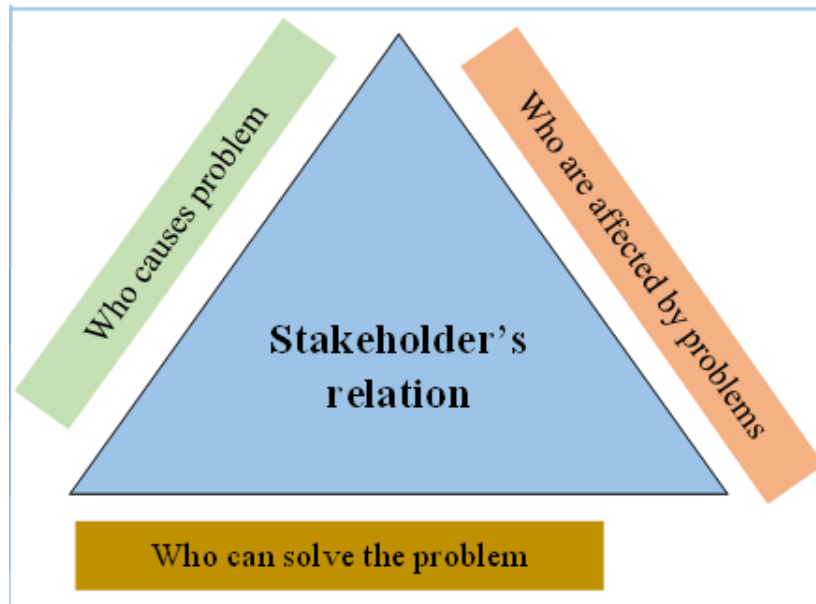 Who causes problem
Who are affected by problems
Stakeholder's
relation
Who can solve the problem